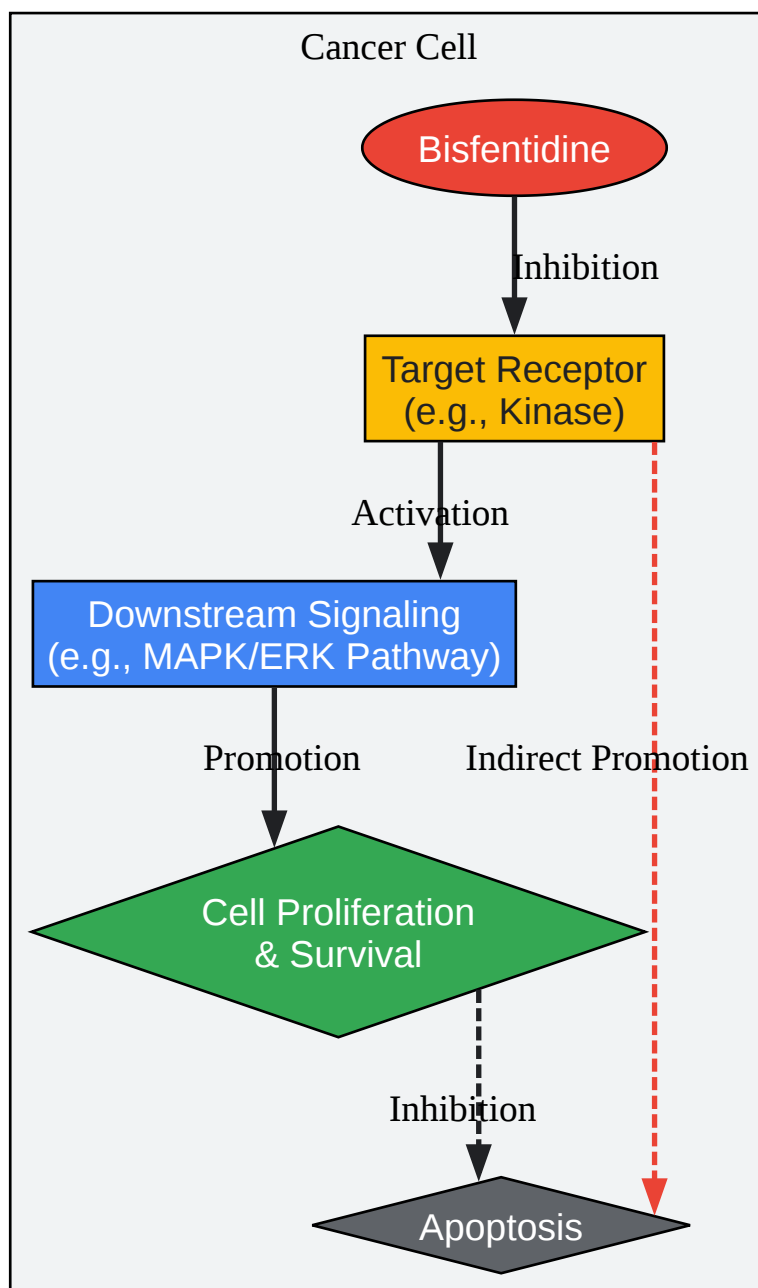 Cancer Cell
Bisfentidine
Inhibition
Target Receptor
(e.g., Kinase)
Activation
Downstream Signaling
(e.g., MAPK/ERK Pathway)
Promotion
Indirect Promotion
Cell Proliferation
& Survival
Inhibition
Apoptosis